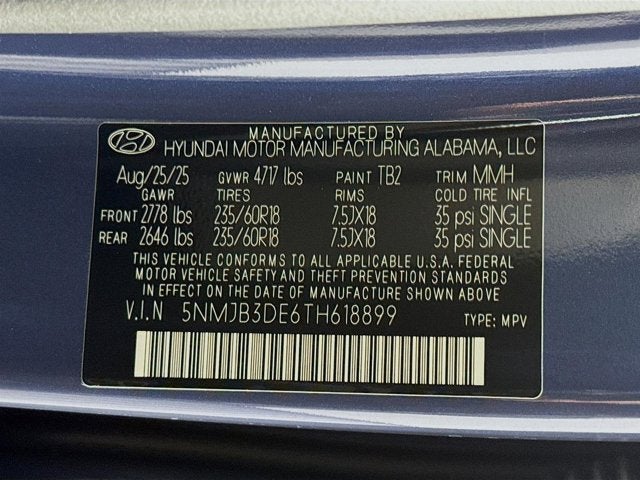 MANUFACTURED BY
HYUNDAI MOTOR MANUFACTURING ALABAMA, LLC
Aug/25/25 GVWR 4717 lbs PAINT TB2 TRIM MMH
GAWR TIRES RIMS COLD TIRE INFL
FRONT 2778 lbs 235/60R18 7.5JX18 35 psi SINGLE
REAR 2646 lbs 235/60R18 7.5JX18 35 psi SINGLE
THIS VEHICLE CONFORMS TO ALL APPLICABLE U.S.A. FEDERAL
MOTOR VEHICLE SAFETY AND THEFT PREVENTION STANDARDS
IN EFFECT ON THE DATE OF MANUFACTURE SHOWN ABOVE.
V.I.N 5NMJB3DE6TH618899 TYPE: MPV